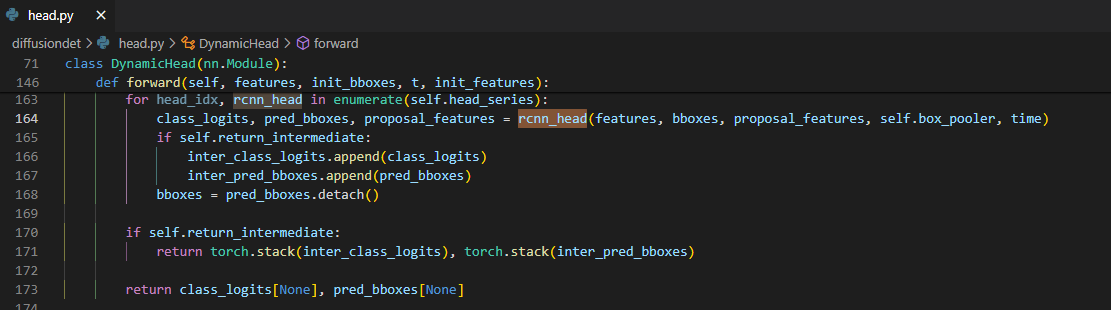 head.py ×
diffusiondet > head.py > DynamicHead > forward
71 class DynamicHead(nn.Module):
146 def forward(self, features, init_bboxes, t, init_features):
163 for head_idx, rcnn_head in enumerate(self.head_series):
164 class_logits, pred_bboxes, proposal_features = rcnn_head(features, bboxes, proposal_features, self.box_pooler, time)
165 if self.return_intermediate:
166 inter_class_logits.append(class_logits)
167 inter_pred_bboxes.append(pred_bboxes)
168 bboxes = pred_bboxes.detach()
169
170 if self.return_intermediate:
171 return torch.stack(inter_class_logits), torch.stack(inter_pred_bboxes)
172
173 return class_logits[None], pred_bboxes[None]
174